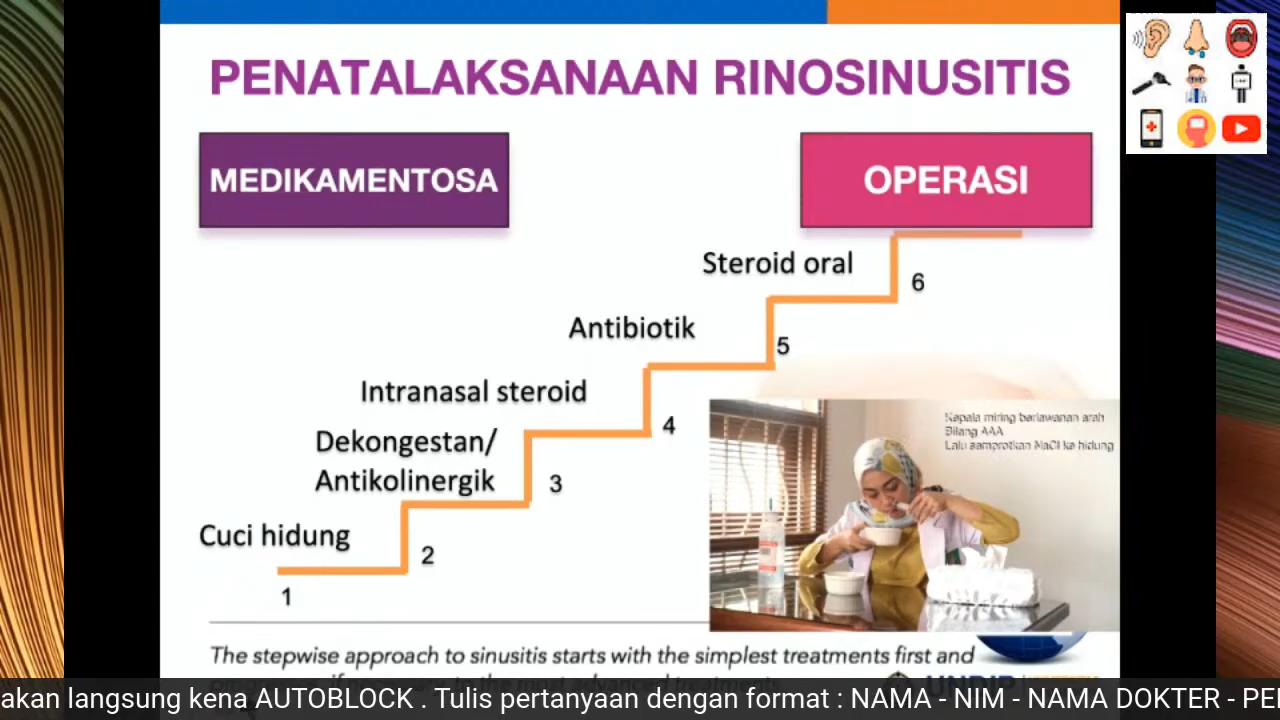 PENATALAKSANAAN RINOSINUSITIS
MEDIKAMENTOSA
OPERASI
Steroid oral
6
Antibiotik
5
Intranasal steroid
4
Dekongestan/
Antikolinergik
3
Cuci hidung
2
1
Kepala miring berlawanan arah
Bilang AAA
Lalu semprotkan NaCl ke hidung
The stepwise approach to sinusitis starts with the simplest treatments first and
UNDIP
akan langsung kena AUTOBLOCK . Tulis pertanyaan dengan format : NAMA - NIM - NAMA DOKTER - PE